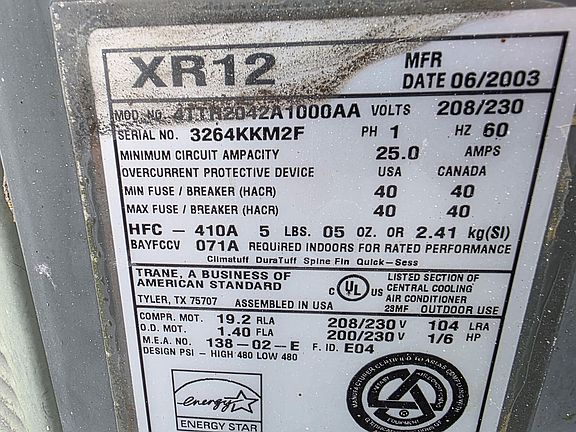 XR12
MFR
DATE 06/2003
MOD. NO. 4TTR2042A1000AA VOLTS 208/230
SERIAL NO. 3264KKM2F PH 1 HZ 60
MINIMUM CIRCUIT AMPACITY 25.0 AMPS
OVERCURRENT PROTECTIVE DEVICE USA CANADA
MIN FUSE / BREAKER (HACR) 40 40
MAX FUSE / BREAKER (HACR) 40 40
HFC - 410A 5 LBS. 05 OZ. OR 2.41 kg(SI)
BAYFCCV 071A REQUIRED INDOORS FOR RATED PERFORMANCE
Climatuff DuraTuff Spine Fin Quick-Sess
TRANE, A BUSINESS OF
AMERICAN STANDARD
TYLER, TX 75707 ASSEMBLED IN USA
C UL US
LISTED SECTION OF
CENTRAL COOLING
AIR CONDITIONER
29MF OUTDOOR USE
COMPR. MOT. 19.2 RLA 208/230 V 104 LRA
O.D. MOT. 1.40 FLA 200/230 V 1/6 HP
M.E.A. NO. 138-02-E F. ID. E04
DESIGN PSI - HIGH 480 LOW 480
energy
ENERGY STAR